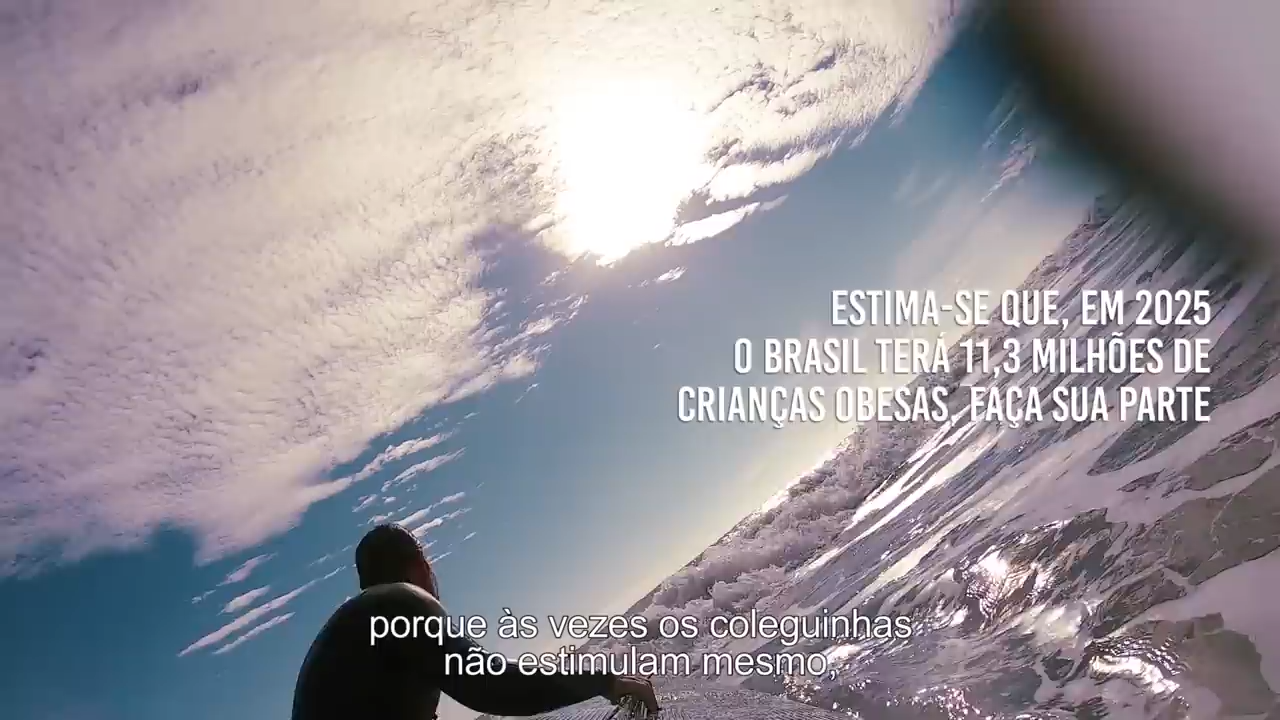 ESTIMA-SE QUE, EM 2025
O BRASIL TERÁ 11,3 MILHÕES DE
CRIANÇAS OBESAS, FAÇA SUA PARTE
porque às vezes os coleguinhas
não estimulam mesmo,